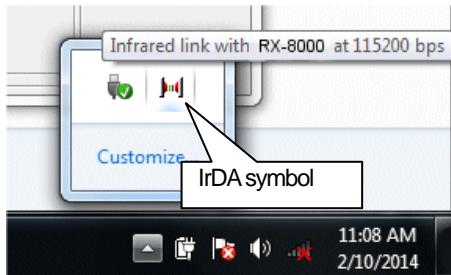 Infrared link with RX-8000 at 115200 bps
Customize...
IrDA symbol
11:08 AM
2/10/2014